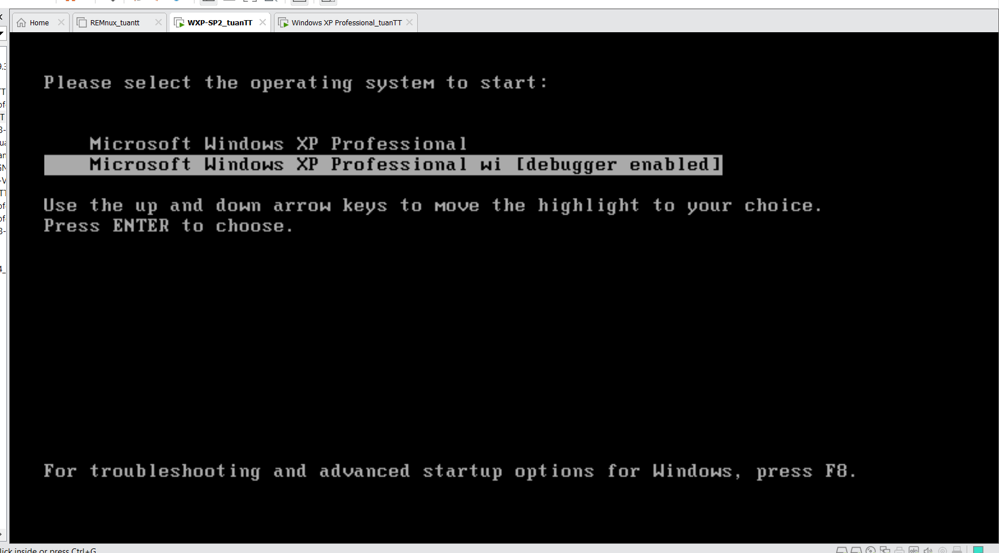 Home
REMnux_tuantt
WXP-SP2_tuanTT
Windows XP Professional_tuanTT
Please select the operating system to start:
Microsoft Windows XP Professional
Microsoft Windows XP Professional wi [debugger enabled]
Use the up and down arrow keys to move the highlight to your choice.
Press ENTER to choose.
For troubleshooting and advanced startup options for Windows, press F8.
lick inside or press Ctrl+G